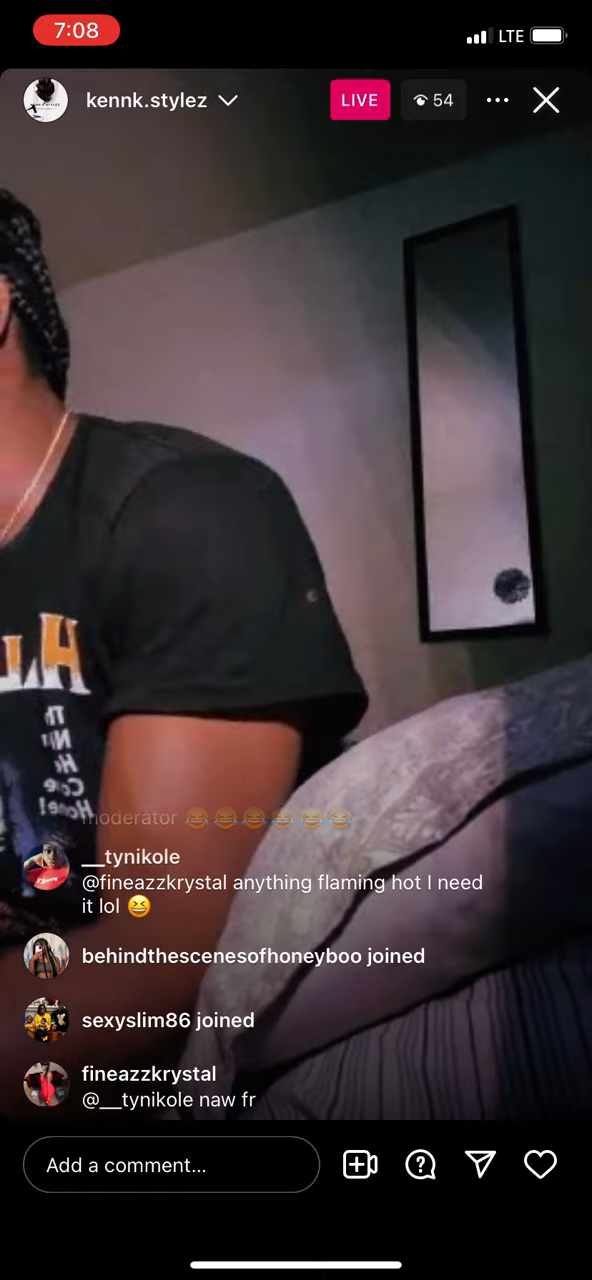 7:08
LTE
kennk.stylez
LIVE
54
moderator 😂😂😂😂😂😂
__tynikole
@fineazzkrystal anything flaming hot I need
it lol 😆
behindthescenesofhoneyboo joined
sexyslim86 joined
fineazzkrystal
@__tynikole naw fr
Add a comment...